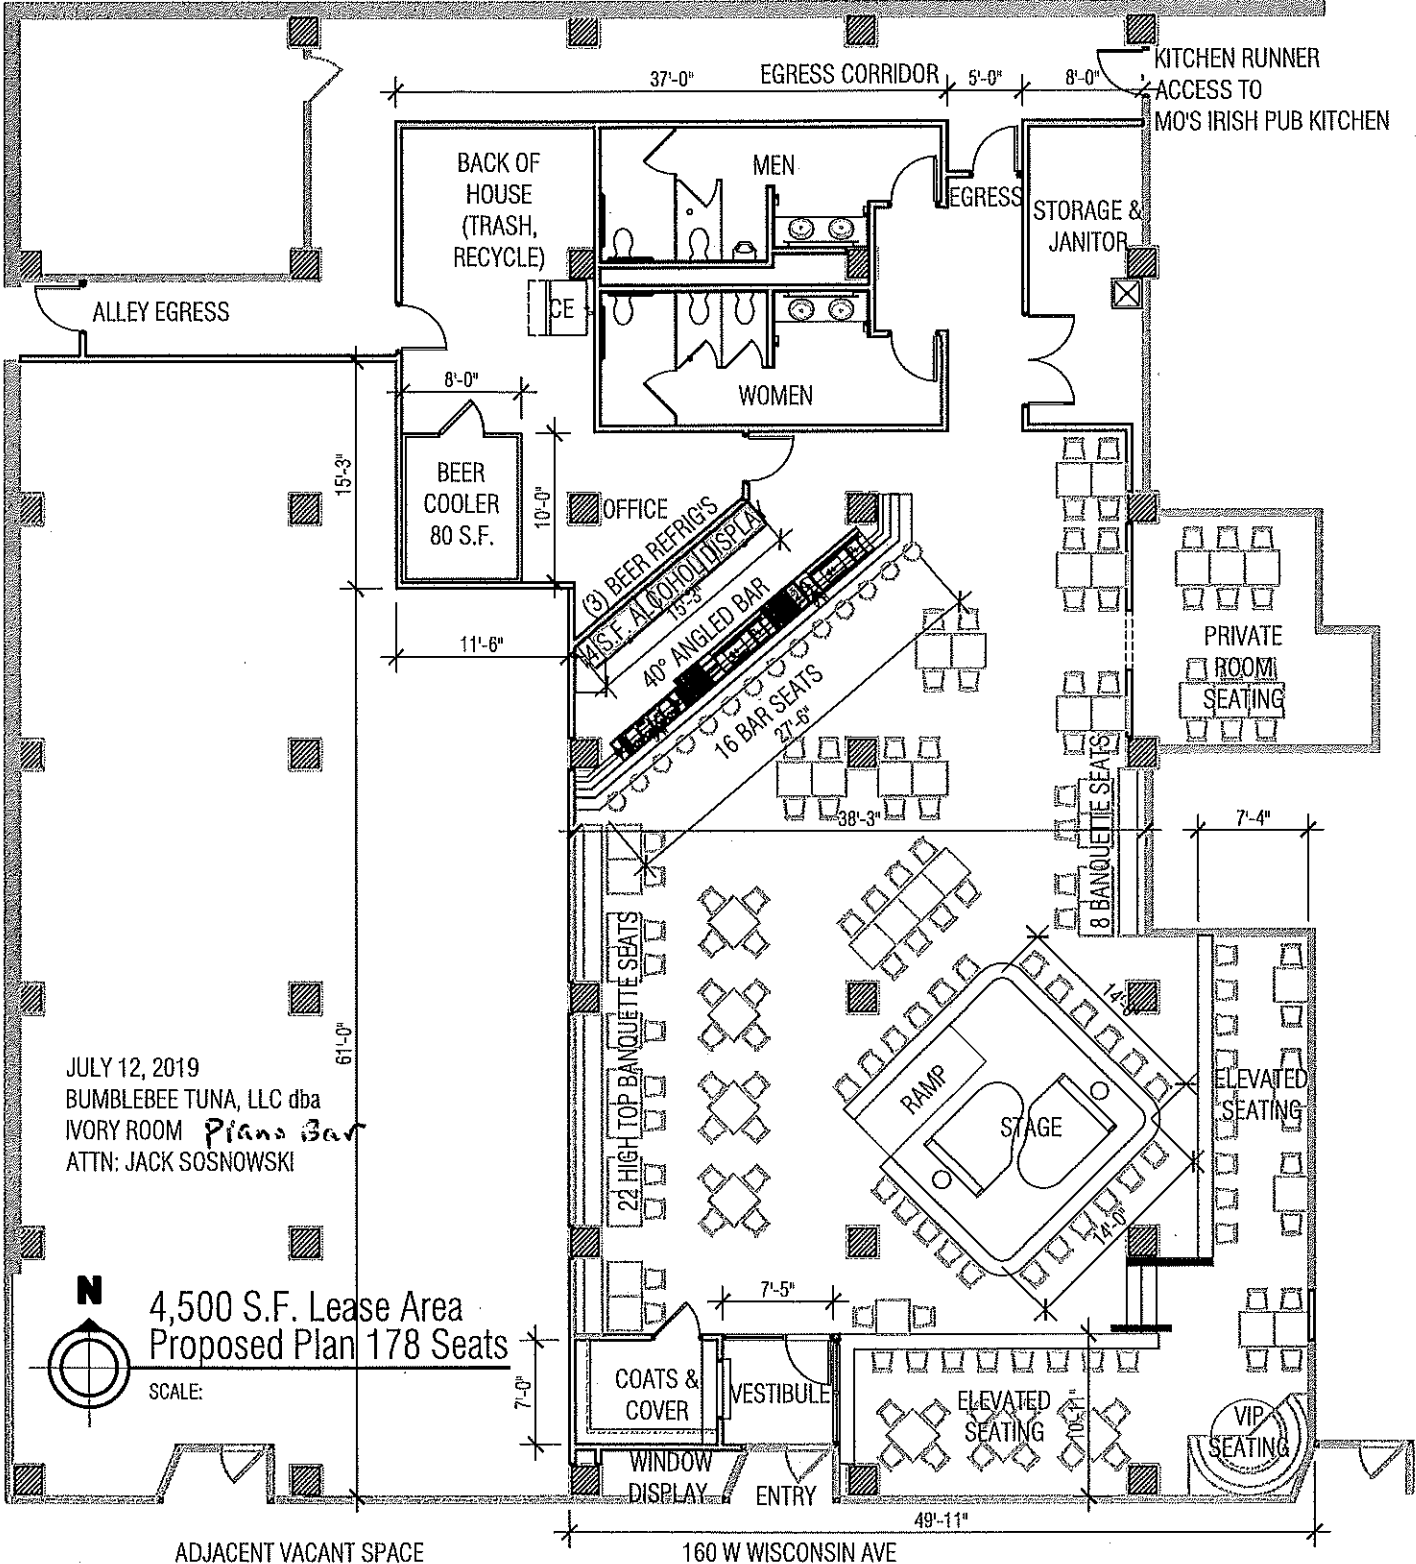 37'-0"
EGRESS CORRIDOR
5'-0"
8'-0"
KITCHEN RUNNER
ACCESS TO
MO'S IRISH PUB KITCHEN
BACK OF
HOUSE
(TRASH,
RECYCLE)
MEN
EGRESS
STORAGE &
JANITOR
ALLEY EGRESS
CE
WOMEN
8'-0"
15'-3"
BEER
COOLER
80 S.F.
10'-0"
OFFICE
(3) BEER REFRIG'S
S.F. ALCOHOL DISPLAY
15'-3"
40° ANGLED BAR
16 BAR SEATS
27'-6"
11'-6"
PRIVATE
ROOM
SEATING
8 BANQUETTE SEATS
38'-3"
7'-4"
22 HIGH TOP BANQUETTE SEATS
61'-0"
RAMP
STAGE
14'-0"
ELEVATED
SEATING
JULY 12, 2019
BUMBLEBEE TUNA, LLC dba
IVORY ROOM Piano Bar
ATTN: JACK SOSNOWSKI
N
4,500 S.F. Lease Area
Proposed Plan 178 Seats
SCALE:
7'-5"
7'-0"
COATS &
COVER
VESTIBULE
ELEVATED
SEATING
10'-11"
VIP
SEATING
WINDOW
DISPLAY
ENTRY
49'-11"
ADJACENT VACANT SPACE
160 W WISCONSIN AVE